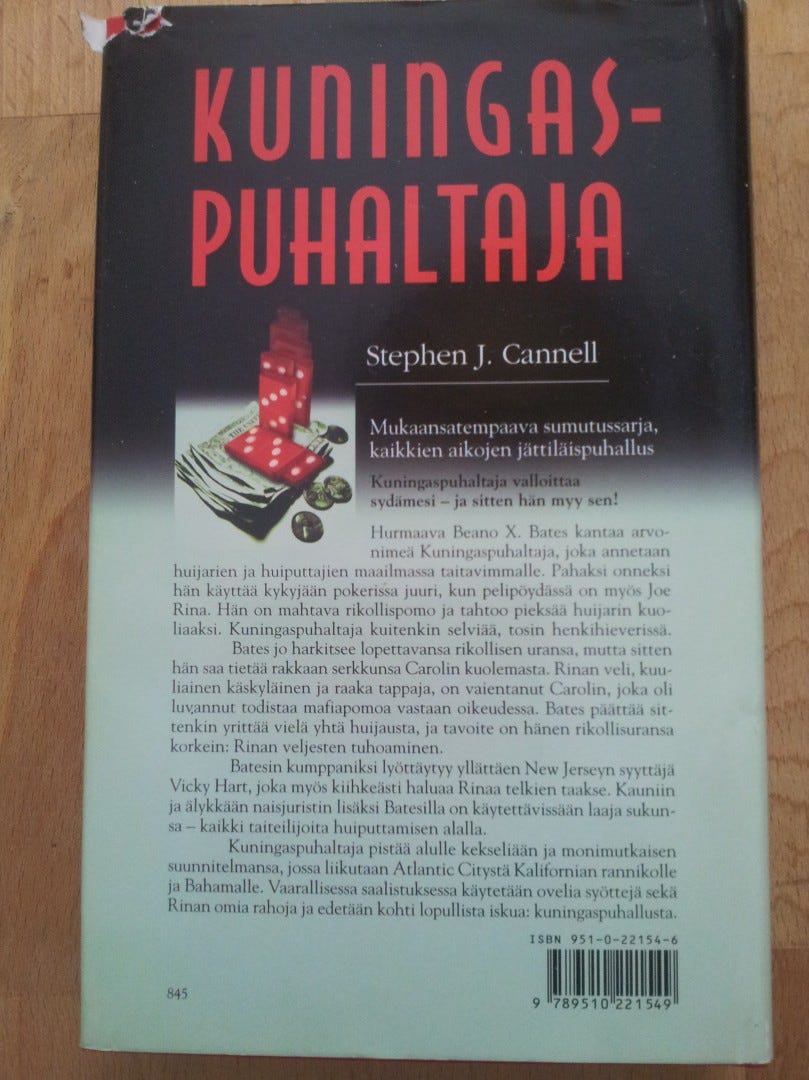 KUNINGAS-
PUHALTAJA
Stephen J. Cannell
Mukaansatempaava sumutussarja,
kaikkien aikojen jättiläispuhallus
Kuningaspuhaltaja valloittaa
sydämesi – ja sitten hän myy sen!
Hurmaava Beano X. Bates kantaa arvo-
nimeä Kuningaspuhaltaja, joka annetaan
huijarien ja huiputtajien maailmassa taitavimmalle. Pahaksi onneksi
hän käyttää kykyjään pokerissa juuri, kun pelipöydässä on myös Joe
Rina. Hän on mahtava rikollispomo ja tahtoo pieksää huijarin kuo-
liaaksi. Kuningaspuhaltaja kuitenkin selviää, tosin henkihieverissä.
Bates jo harkitsee lopettavansa rikollisen uransa, mutta sitten
hän saa tietää rakkaan serkkunsa Carolin kuolemasta. Rinan veli, kuu-
liainen käskyläinen ja raaka tappaja, on vaientanut Carolin, joka oli
luv,annut todistaa mafiapomoa vastaan oikeudessa. Bates päättää sit-
tenkin yrittää vielä yhtä huijausta, ja tavoite on hänen rikollisuransa
korkein: Rinan veljesten tuhoaminen.
Batesin kumppaniksi lyöttäytyy yllättäen New Jerseyn syyttäjä
Vicky Hart, joka myös kiihkeästi haluaa Rinaa telkien taakse. Kauniin
ja älykkään naisjuristin lisäksi Batesilla on käytettävissään laaja sukun-
sa – kaikki taiteilijoita huiputtamisen alalla.
Kuningaspuhaltaja pistää alulle kekseliään ja monimutkaisen
suunnitelmansa, jossa liikutaan Atlantic Citystä Kalifornian rannikolle
ja Bahamalle. Vaarallisessa saalistuksessa käytetään ovelia syöttejä sekä
Rinan omia rahoja ja edetään kohti lopullista iskua: kuningaspuhallusta.
ISBN 951-0-22154-6
845
9 789510 221549